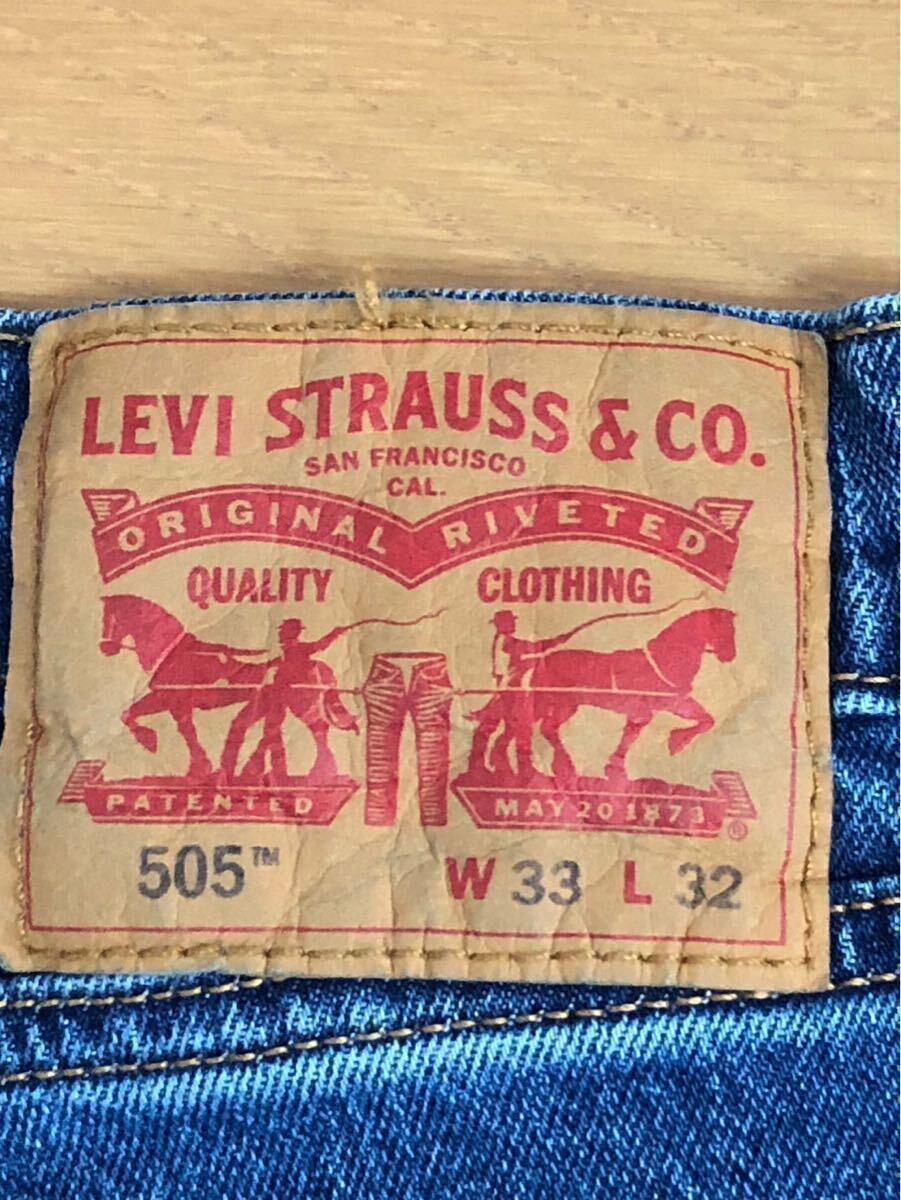 LEVI STRAUSS & CO.
SAN FRANCISCO
CAL.
ORIGINAL RIVETED
QUALITY CLOTHING
PATENTED MAY 20 1873 ®
505™ W 33 L 32